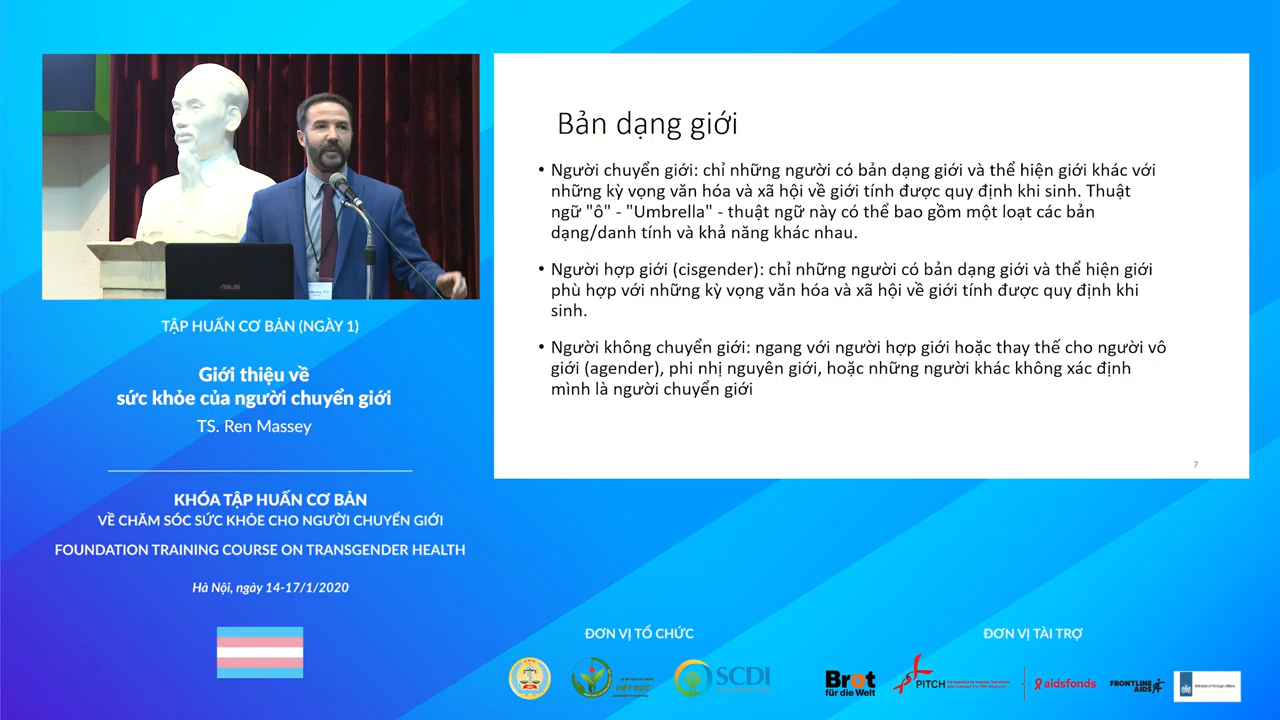 ASUS
TẬP HUẤN CƠ BẢN (NGÀY 1)
Giới thiệu về
sức khỏe của người chuyển giới
TS. Ren Massey
KHÓA TẬP HUẤN CƠ BẢN
VỀ CHĂM SÓC SỨC KHỎE CHO NGƯỜI CHUYỂN GIỚI
FOUNDATION TRAINING COURSE ON TRANSGENDER HEALTH
Hà Nội, ngày 14-17/1/2020
Bản dạng giới
• Người chuyển giới: chỉ những người có bản dạng giới và thể hiện giới khác với
những kỳ vọng văn hóa và xã hội về giới tính được quy định khi sinh. Thuật
ngữ "ô" - "Umbrella" - thuật ngữ này có thể bao gồm một loạt các bản
dạng/danh tính và khả năng khác nhau.
• Người hợp giới (cisgender): chỉ những người có bản dạng giới và thể hiện giới
phù hợp với những kỳ vọng văn hóa và xã hội về giới tính được quy định khi
sinh.
• Người không chuyển giới: ngang với người hợp giới hoặc thay thế cho người vô
giới (agender), phi nhị nguyên giới, hoặc những người khác không xác định
mình là người chuyển giới
7
ĐƠN VỊ TỔ CHỨC
VIỆT ĐỨC
SCDI
ĐƠN VỊ TÀI TRỢ
Brot
für die Welt
PITCH
aidsfonds
FRONTLINE
AIDS
Ministry of Foreign Affairs